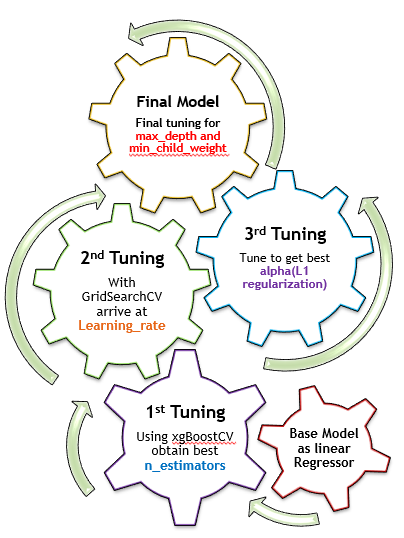 Final Model
Final tuning for
max_depth and
min_child_weight
2nd Tuning
With
GridSearchCV
arrive at
Learning_rate
3rd Tuning
Tune to get best
alpha(L1
regularization)
1st Tuning
Using xgBoostCV
obtain best
n_estimators
Base Model
as linear
Regressor